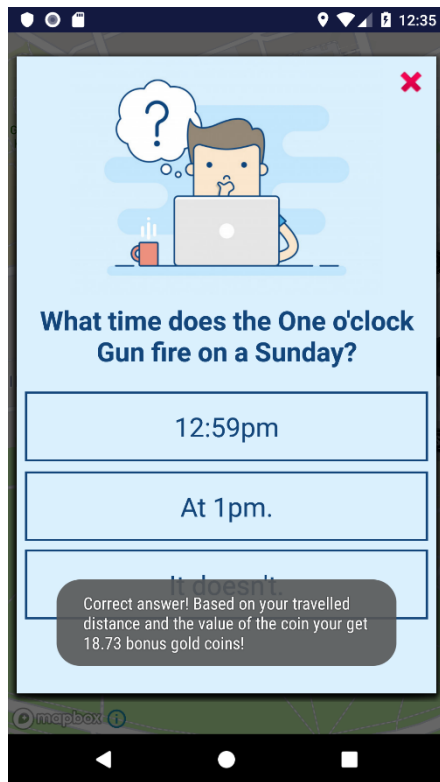 12:35
?
What time does the One o'clock
Gun fire on a Sunday?
12:59pm
At 1pm.
It doesn't.
Correct answer! Based on your travelled
distance and the value of the coin your get
18.73 bonus gold coins!
mapbox